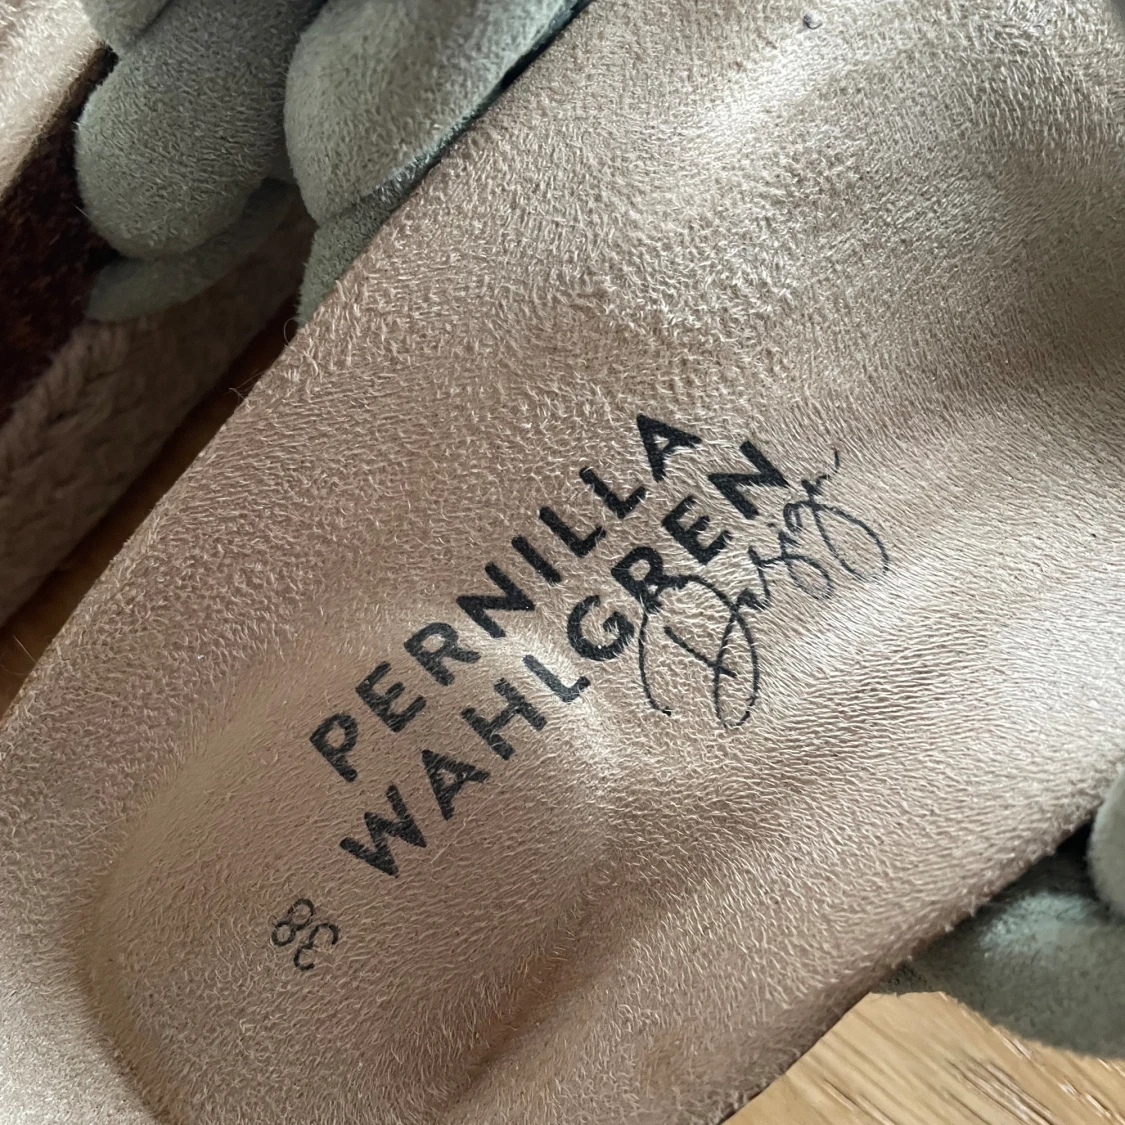 PERNILLA
WAHLGREN
Design
38